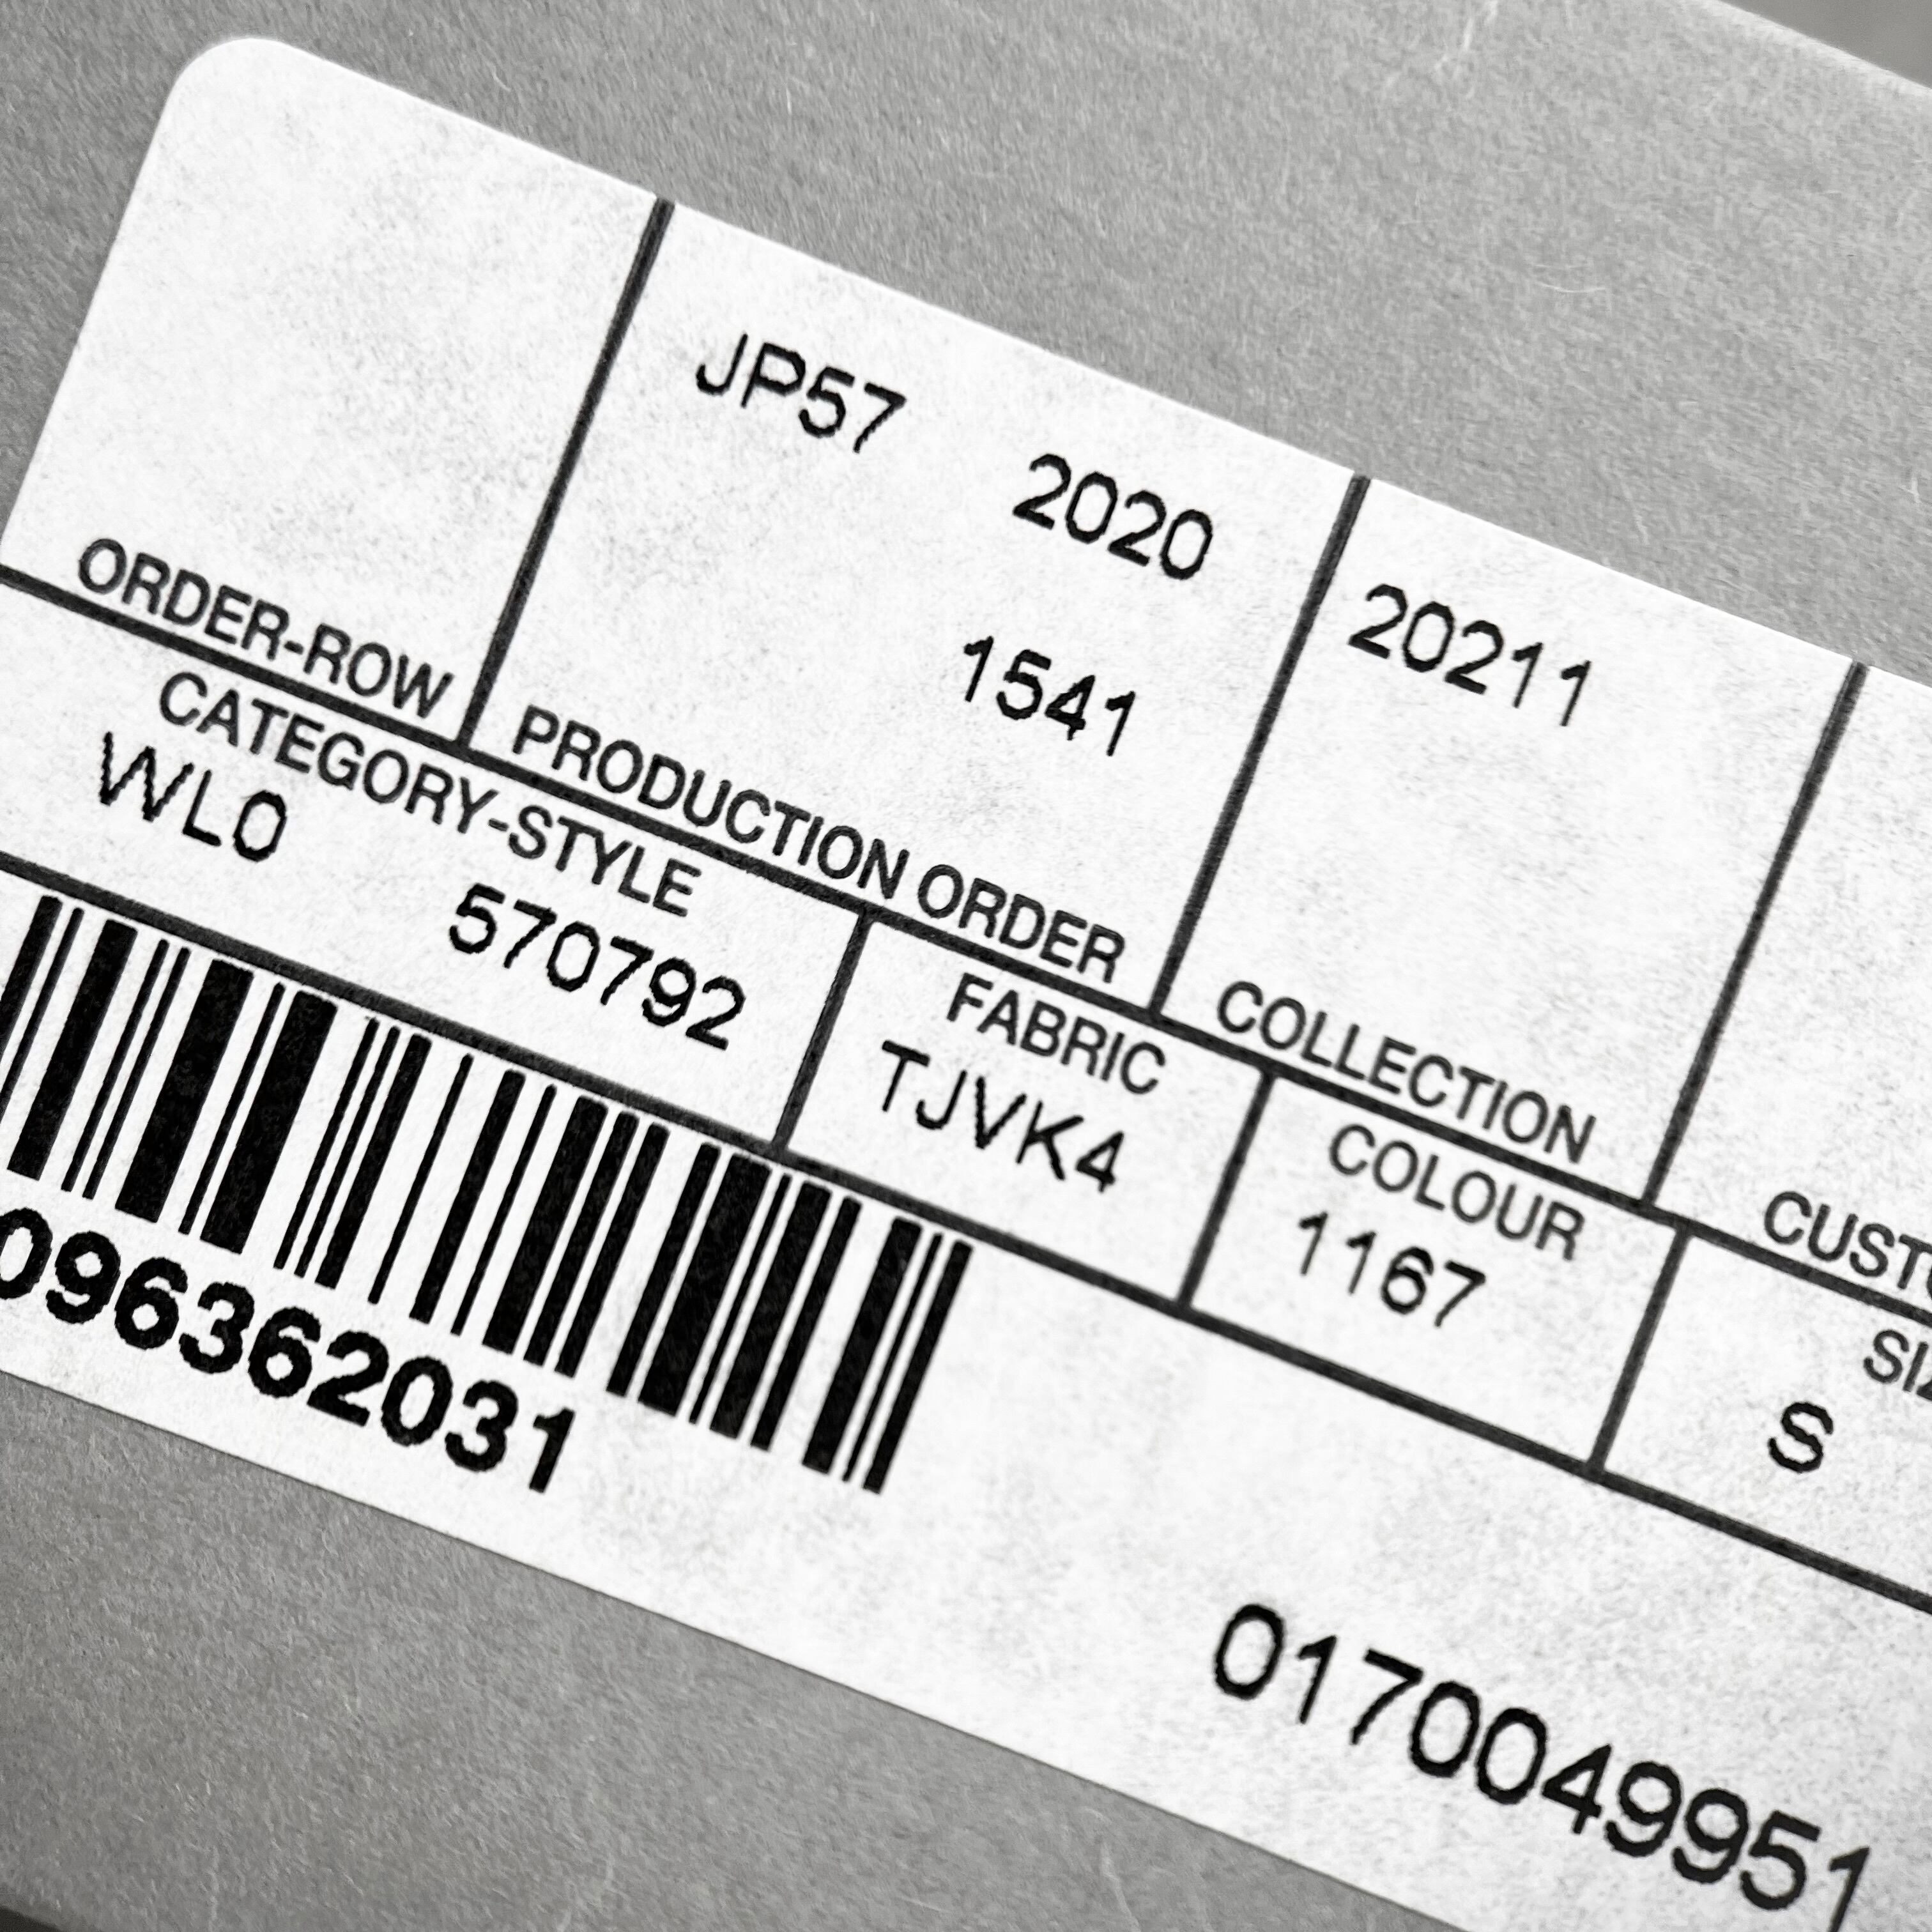 JP57 2020 20211
1541
ORDER-ROW PRODUCTION ORDER COLLECTION
CATEGORY-STYLE FABRIC COLOUR
WL0 570792 TJVK4 1167 S
096362031
0170049951